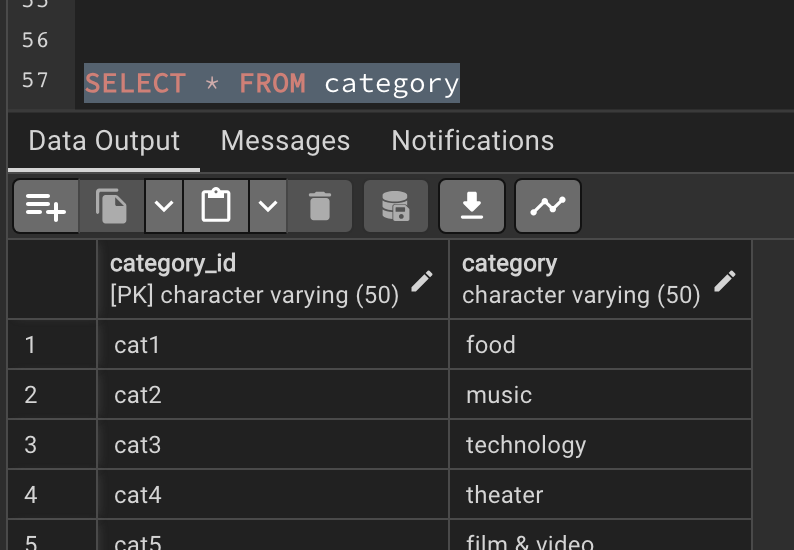 55
56
57 SELECT * FROM category
Data Output Messages Notifications
category_id category
[PK] character varying (50) character varying (50)
1 cat1 food
2 cat2 music
3 cat3 technology
4 cat4 theater
5 cat5 film & video